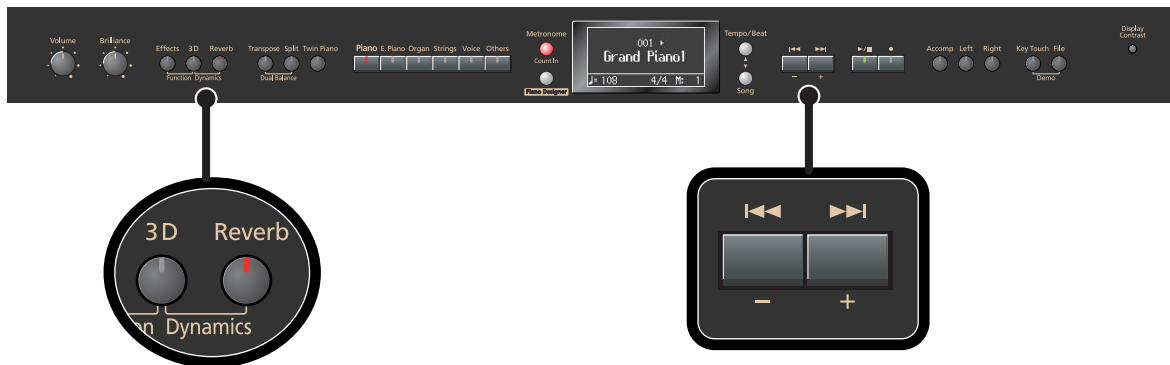 Volume Brilliance
Effects 3D Reverb
Function Dynamics
Transpose Split Twin Piano
Dual Balance
Piano E. Piano Organ Strings Voice Others
Metronome
Count In
Piano Designer
001
Grand Piano1
♩= 108 4/4 M: 1
Tempo/Beat
Song
− +
Accomp Left Right
Key Touch File
Demo
Display
Contrast
3D Reverb
on Dynamics
− +